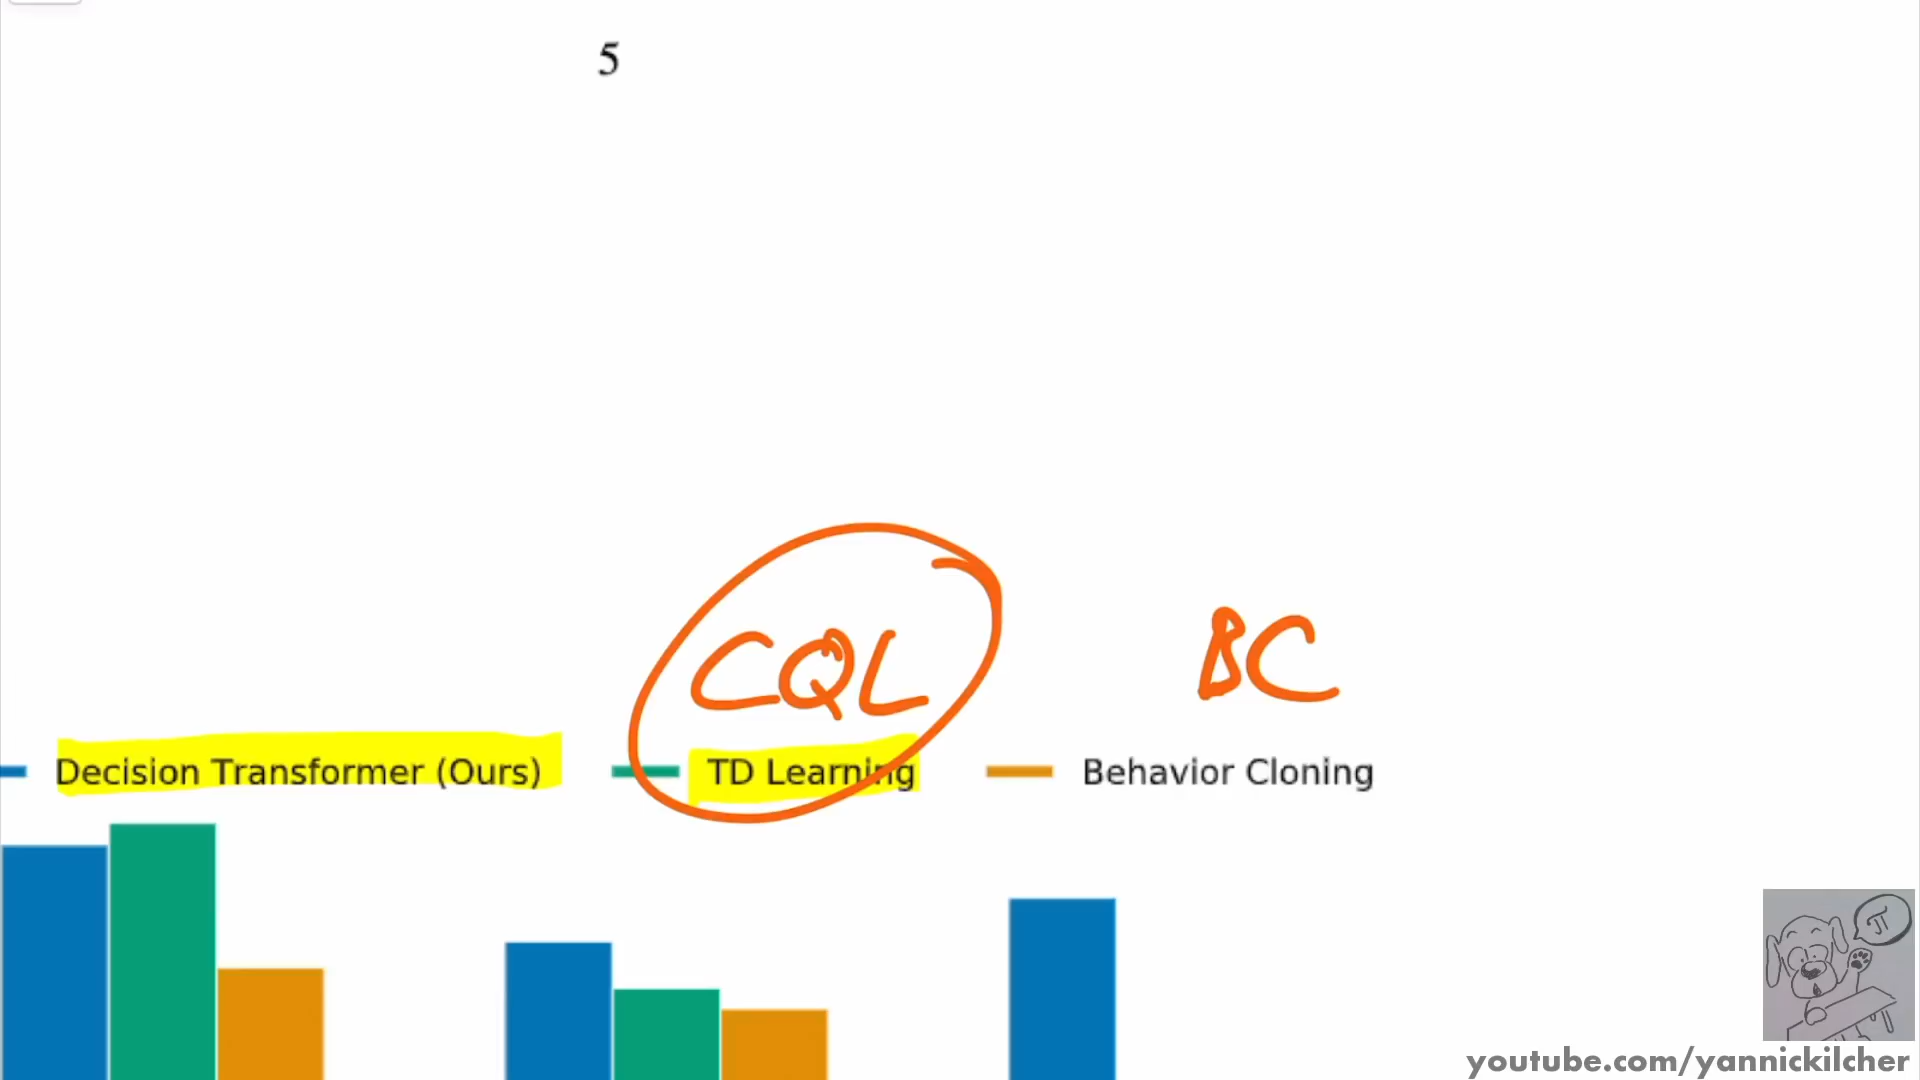 5
CQL BC
Decision Transformer (Ours) TD Learning Behavior Cloning
π
youtube.com/yannickilcher